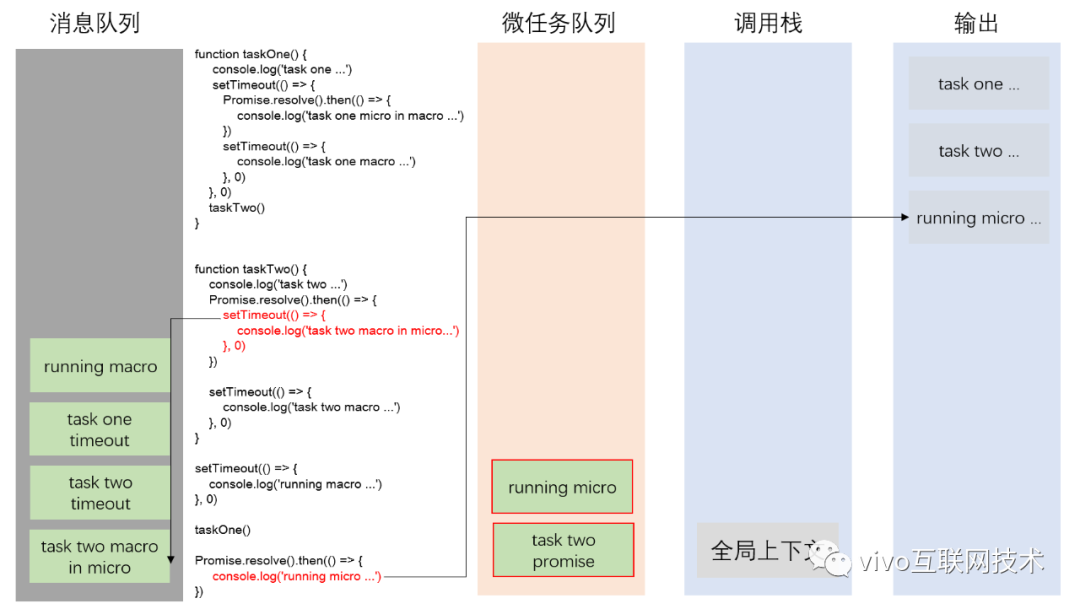 消息队列
微任务队列
调用栈
输出
function taskOne() {
console.log('task one ...')
setTimeout(() => {
Promise.resolve().then(() => {
console.log('task one micro in macro ...')
})
setTimeout(() => {
console.log('task one macro ...')
}, 0)
}, 0)
taskTwo()
}
function taskTwo() {
console.log('task two ...')
Promise.resolve().then(() => {
setTimeout(() => {
console.log('task two macro in micro...')
}, 0)
})
setTimeout(() => {
console.log('task two macro ...')
}, 0)
}
setTimeout(() => {
console.log('running macro ...')
}, 0)
taskOne()
Promise.resolve().then(() => {
console.log('running micro ...')
})
running macro
task one
timeout
task two
timeout
task two macro
in micro
running micro
task two
promise
全局上下文
task one ...
task two ...
running micro ...
vivo互联网技术